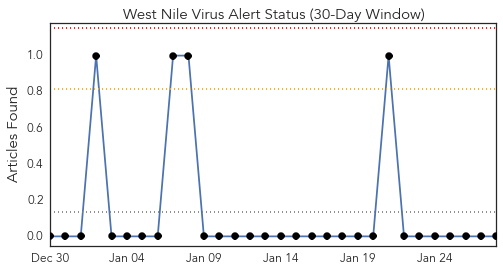 West Nile Virus Alert Status (30-Day Window)
Articles Found
1.0
0.8
0.6
0.4
0.2
0.0
Dec 30 Jan 04 Jan 09 Jan 14 Jan 19 Jan 24